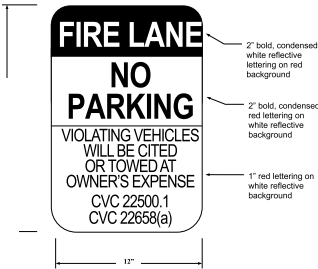 FIRE LANE
NO
PARKING
VIOLATING VEHICLES
WILL BE CITED
OR TOWED AT
OWNER'S EXPENSE
CVC 22500.1
CVC 22658(a)
2" bold, condensed
white reflective
lettering on red
background
2" bold, condensed
red lettering on
white reflective
background
1" red lettering on
white reflective
background
12"